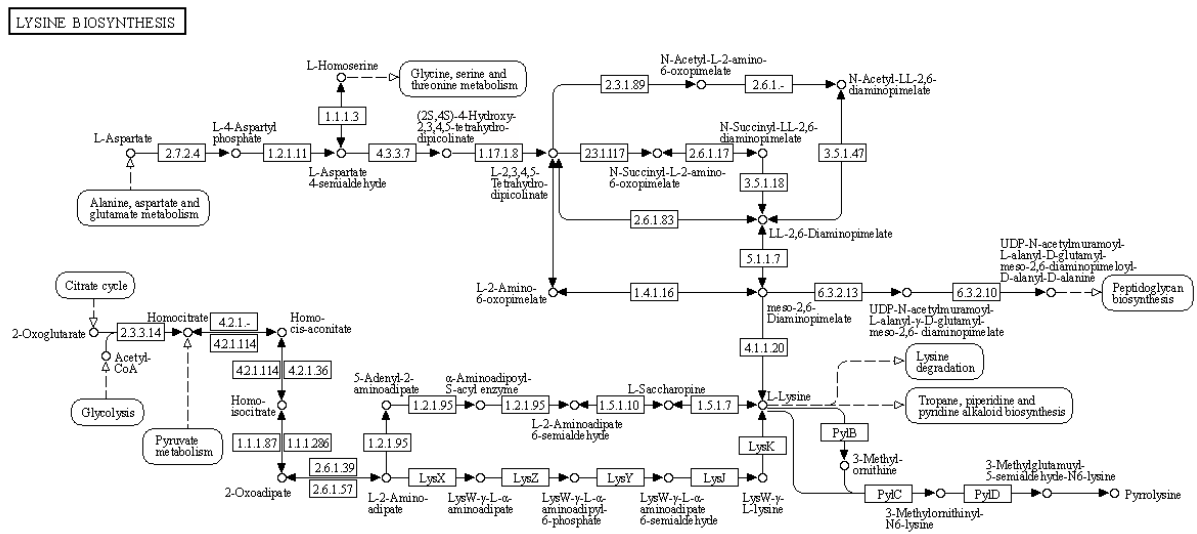 LYSINE BIOSYNTHESIS
L-Homoserine
Glycine, serine and
threonine metabolism
N-Acetyl-L-2-amino-
6-oxopimelate
2.3.1.89
2.6.1.-
N-Acetyl-LL-2,6-
diaminopimelate
1.1.1.3
L-Aspartate
L-4-Aspartyl
phosphate
(2S,4S)-4-Hydroxy-
2,3,4,5-tetrahydro-
dipicolinate
N-Succinyl-LL-2,6-
diaminopimelate
2.7.2.4
1.2.1.11
4.3.3.7
1.17.1.8
2.3.1.117
2.6.1.17
3.5.1.47
L-Aspartate
4-semialdehyde
L-2,3,4,5-
Tetrahydro-
dipicolinate
N-Succinyl-L-2-amino-
6-oxopimelate
3.5.1.18
Alanine, aspartate and
glutamate metabolism
2.6.1.83
LL-2,6-Diaminopimelate
5.1.1.7
UDP-N-acetylmuramoyl-
L-alanyl-D-glutamyl-
meso-2,6-diaminopimeloyl-
D-alanyl-D-alanine
Citrate cycle
L-2-Amino-
6-oxopimelate
1.4.1.16
6.3.2.13
6.3.2.10
Peptidoglycan
biosynthesis
meso-2,6-
Diaminopimelate
UDP-N-acetylmuramoyl-
L-alanyl-γ-D-glutamyl-
meso-2,6- diaminopimelate
2-Oxoglutarate
2.3.3.14
Homocitrate
4.2.1.-
4.2.1.114
Homo-
cis-aconitate
Acetyl-
CoA
4.1.1.20
4.2.1.114
4.2.1.36
Lysine
degradation
Glycolysis
5-Adenyl-2-
aminoadipate
α-Aminoadipoyl-
S-acyl enzyme
L-Saccharopine
L-Lysine
Homo-
isocitrate
1.2.1.95
1.2.1.95
1.5.1.10
1.5.1.7
Tropane, piperidine and
pyridine alkaloid biosynthesis
L-2-Aminoadipate
6-semialdehyde
Pyruvate
metabolism
1.1.1.87
1.1.1.286
1.2.1.95
LysK
PylB
2.6.1.39
2.6.1.57
3-Methyl-
ornithine
2-Oxoadipate
L-2-Amino-
adipate
LysX
LysZ
LysY
LysJ
3-Methylglutamyl-
5-semialdehyde-N6-lysine
LysW-γ-L-α-
aminoadipate
LysW-γ-L-α-
aminoadipyl-
6-phosphate
LysW-γ-L-α-
aminoadipate
6-semialdehyde
LysW-γ-
L-lysine
PylC
PylD
Pyrrolysine
3-Methylornithinyl-
N6-lysine